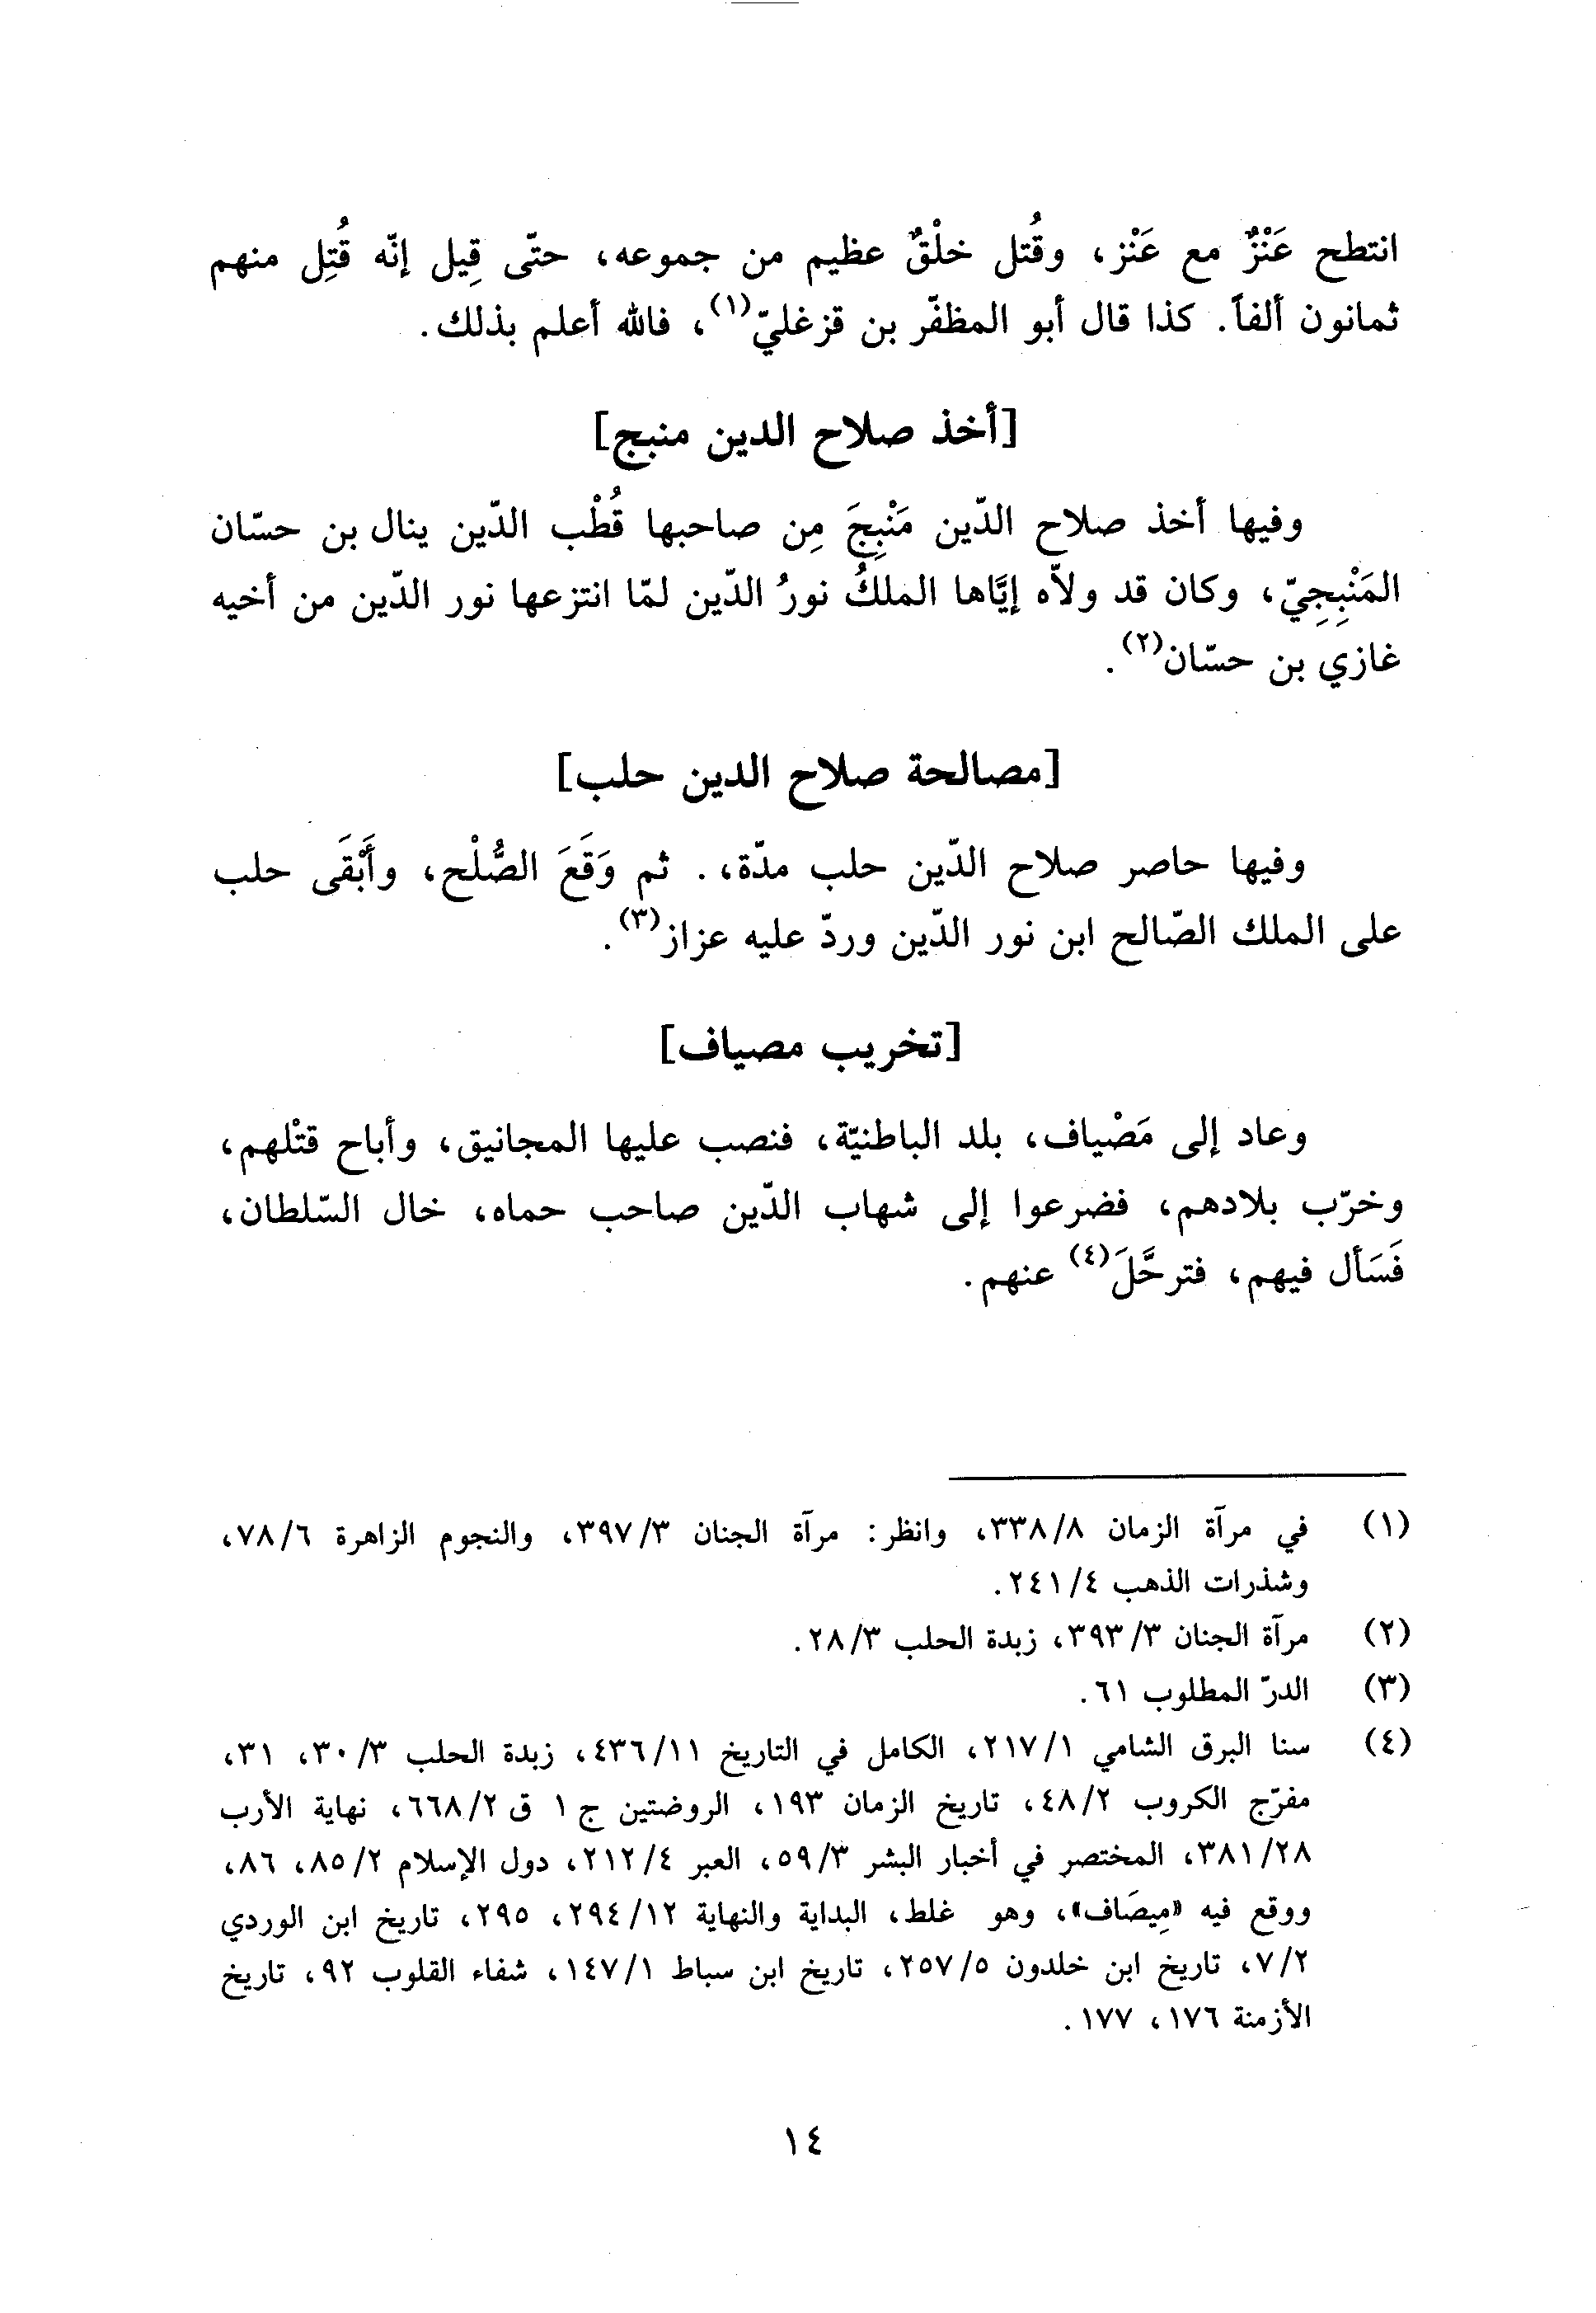 انتطح عَنْزٌ مع عَنْز، وقُتل خلْقٌ عظيم من جموعه، حتّى قِيل إنّه قُتِل منهم
ثمانون ألفاً. كذا قال أبو المظفّر بن قزغليّ(١)، فالله أعلم بذلك.
[أخذ صلاح الدين منبج]
وفيها أخذ صلاح الدّين مَنْبِجَ مِن صاحبها قُطْب الدّين ينال بن حسّان
المَنْبِجِيّ، وكان قد ولاّه إيَّاها الملكُ نورُ الدّين لمّا انتزعها نور الدّين من أخيه
غازي بن حسّان(٢).
[مصالحة صلاح الدين حلب]
وفيها حاصر صلاح الدّين حلب مدّة،. ثم وَقَعَ الصُّلْح، وأَبْقَى حلب
على الملك الصّالح ابن نور الدّين وردّ عليه عزاز(٣).
[تخريب مصياف]
وعاد إلى مَصْياف، بلد الباطنيّة، فنصب عليها المجانيق، وأباح قتْلهم،
وخرّب بلادهم، فضرعوا إلى شهاب الدّين صاحب حماه، خال السّلطان،
فَسَأل فيهم، فترحَّلَ(٤) عنهم.
(١) في مرآة الزمان ٣٣٨/٨، وانظر: مرآة الجنان ٣٩٧/٣، والنجوم الزاهرة ٧٨/٦،
وشذرات الذهب ٢٤١/٤.
(٢) مرآة الجنان ٣٩٣/٣، زبدة الحلب ٢٨/٣.
(٣) الدرّ المطلوب ٦١.
(٤) سنا البرق الشامي ٢١٧/١، الكامل في التاريخ ٤٣٦/١١، زبدة الحلب ٣٠/٣، ٣١،
مفرّج الكروب ٤٨/٢، تاريخ الزمان ١٩٣، الروضتين ج ١ ق ٦٦٨/٢، نهاية الأرب
٣٨١/٢٨، المختصر في أخبار البشر ٥٩/٣، العبر ٢١٢/٤، دول الإسلام ٨٥/٢، ٨٦،
ووقع فيه «مِيصَاف»، وهو غلط، البداية والنهاية ٢٩٤/١٢، ٢٩٥، تاريخ ابن الوردي
٧/٢، تاريخ ابن خلدون ٢٥٧/٥، تاريخ ابن سباط ١٤٧/١، شفاء القلوب ٩٢، تاريخ
الأزمنة ١٧٦، ١٧٧.
١٤